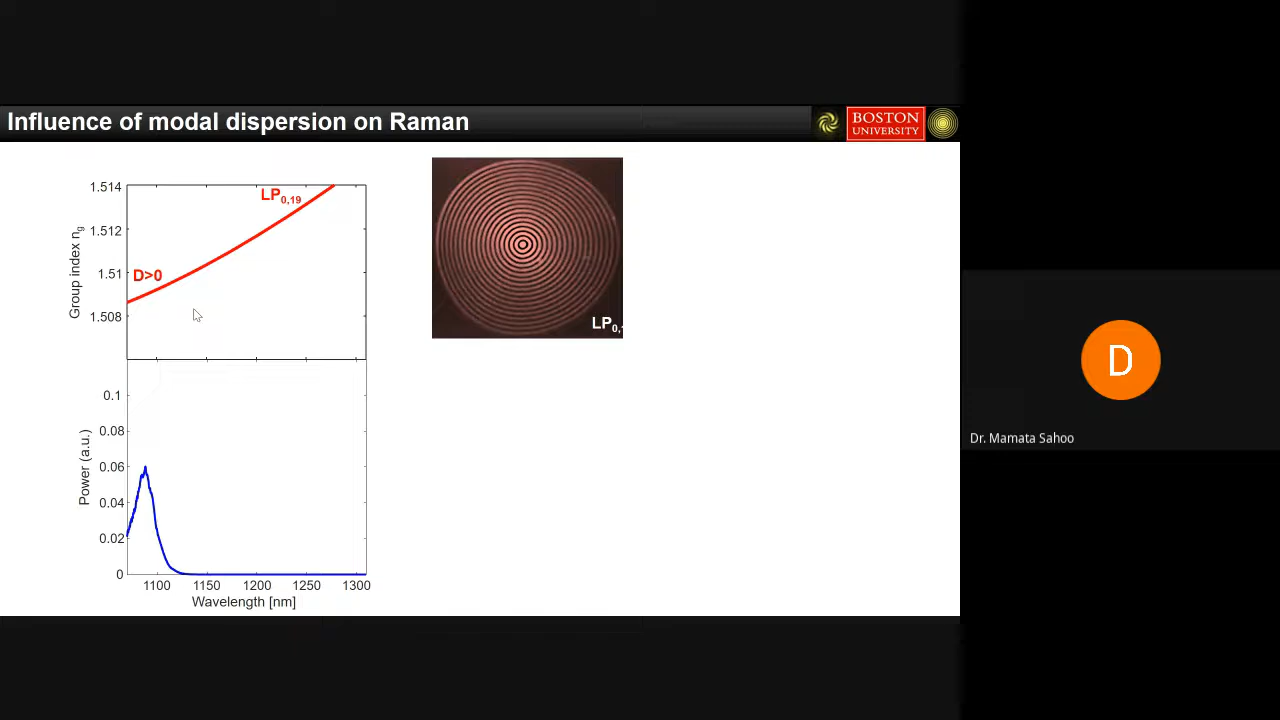 Influence of modal dispersion on Raman
BOSTON
UNIVERSITY
1.514
1.512
1.51
1.508
Group index ng
LP0,19
D>0
LP0,
0.1
0.08
0.06
0.04
0.02
0
Power (a.u.)
1100 1150 1200 1250 1300
Wavelength [nm]
D
Dr. Mamata Sahoo